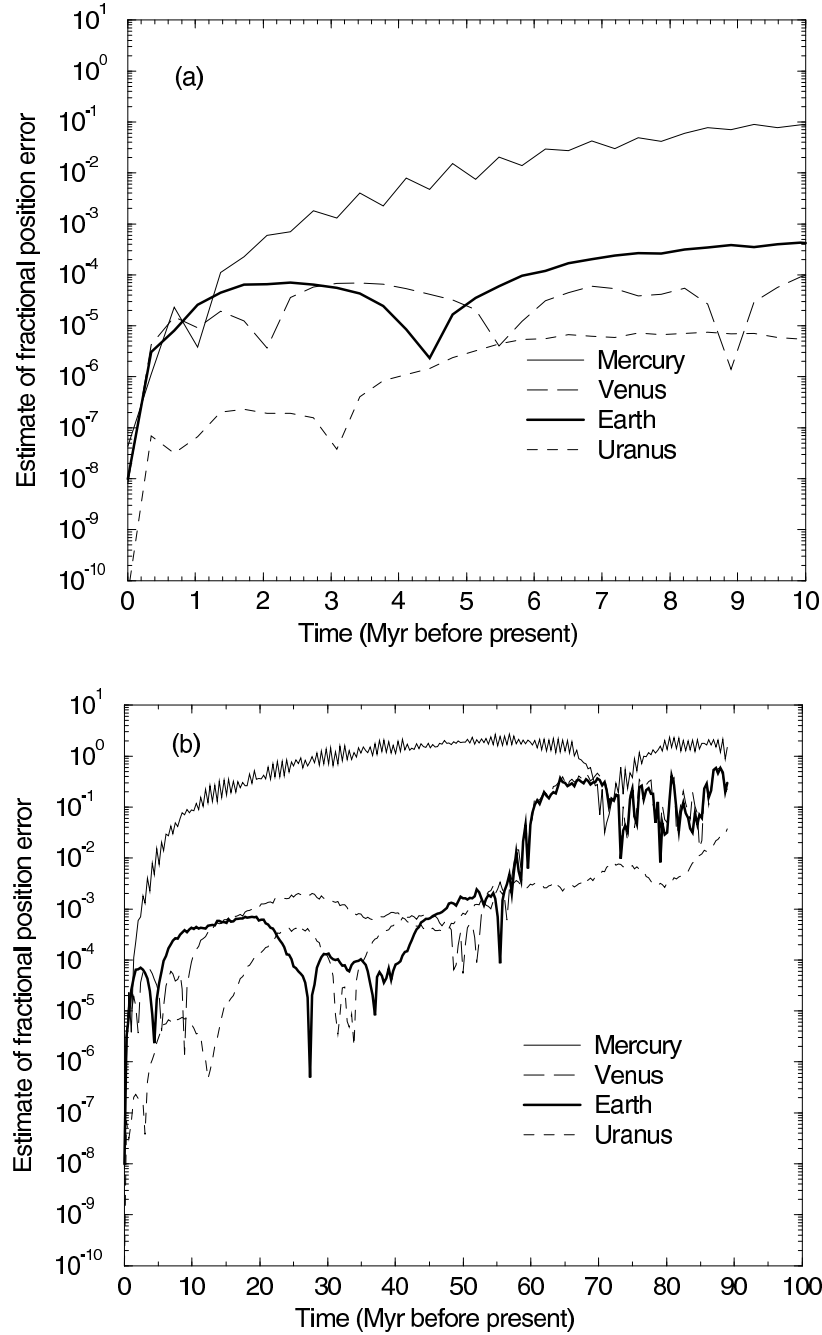 10^1
10^0
10^-1
10^-2
10^-3
10^-4
10^-5
10^-6
10^-7
10^-8
10^-9
10^-10
Estimate of fractional position error
(a)
Mercury
Venus
Earth
Uranus
0 1 2 3 4 5 6 7 8 9 10
Time (Myr before present)
10^1
10^0
10^-1
10^-2
10^-3
10^-4
10^-5
10^-6
10^-7
10^-8
10^-9
10^-10
Estimate of fractional position error
(b)
Mercury
Venus
Earth
Uranus
0 10 20 30 40 50 60 70 80 90 100
Time (Myr before present)